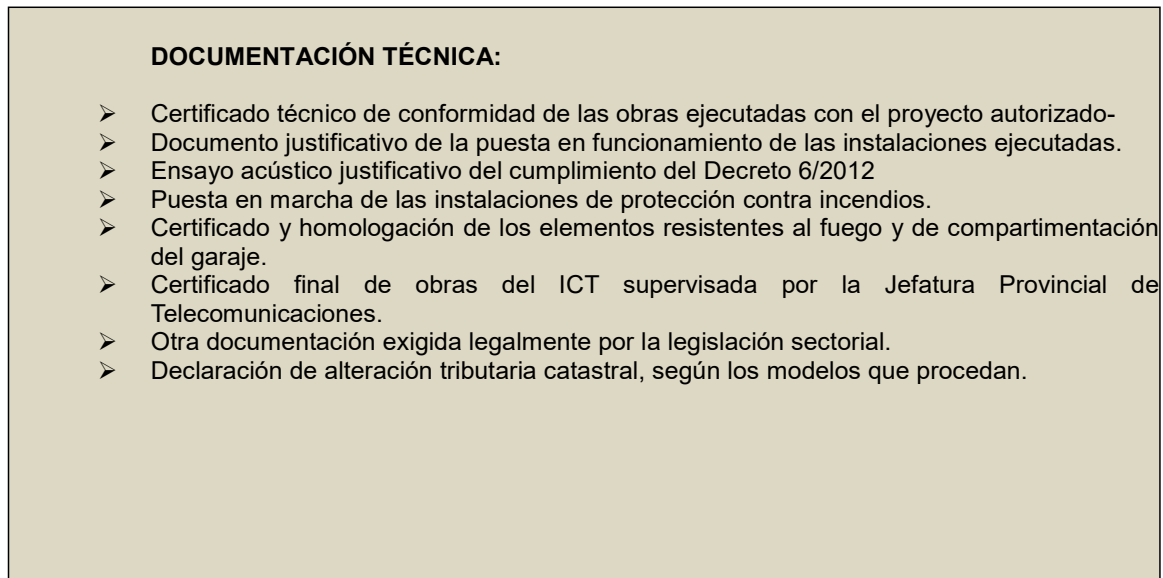 DOCUMENTACIÓN TÉCNICA:
➢ Certificado técnico de conformidad de las obras ejecutadas con el proyecto autorizado-
➢ Documento justificativo de la puesta en funcionamiento de las instalaciones ejecutadas.
➢ Ensayo acústico justificativo del cumplimiento del Decreto 6/2012
➢ Puesta en marcha de las instalaciones de protección contra incendios.
➢ Certificado y homologación de los elementos resistentes al fuego y de compartimentación
del garaje.
➢ Certificado final de obras del ICT supervisada por la Jefatura Provincial de
Telecomunicaciones.
➢ Otra documentación exigida legalmente por la legislación sectorial.
➢ Declaración de alteración tributaria catastral, según los modelos que procedan.